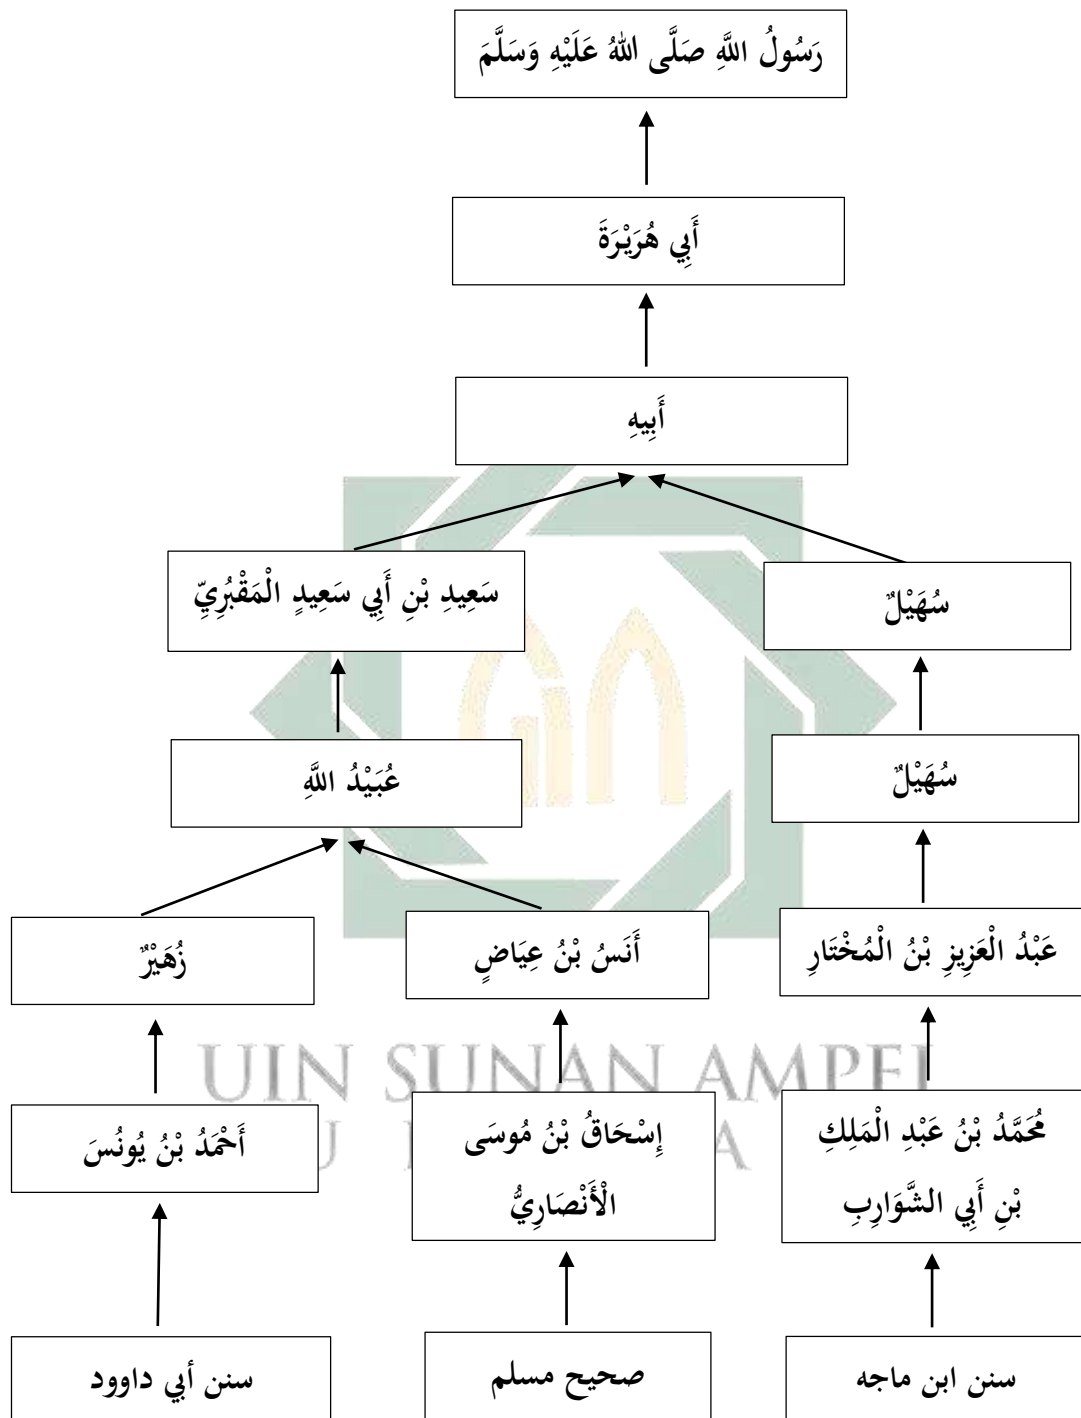 رَسُولُ اللَّهِ صَلَّى اللهُ عَلَيْهِ وَسَلَّمَ
أَبِي هُرَيْرَةَ
أَبِيهِ
سَعِيدِ بْنِ أَبِي سَعِيدٍ الْمَقْبُرِيِّ
سُهَيْلٌ
عُبَيْدُ اللَّهِ
سُهَيْلٌ
زُهَيْرٌ
أَنَسُ بْنُ عِيَاضٍ
عَبْدُ الْعَزِيزِ بْنُ الْمُخْتَارِ
UIN SUNAN AMPEL
أَحْمَدُ بْنُ يُونُسَ
إِسْحَاقُ بْنُ مُوسَى
الْأَنْصَارِيُّ
مُحَمَّدُ بْنُ عَبْدِ الْمَلِكِ
بْنِ أَبِي الشَّوَارِبِ
سنن أبي داوود
صحيح مسلم
سنن ابن ماجه